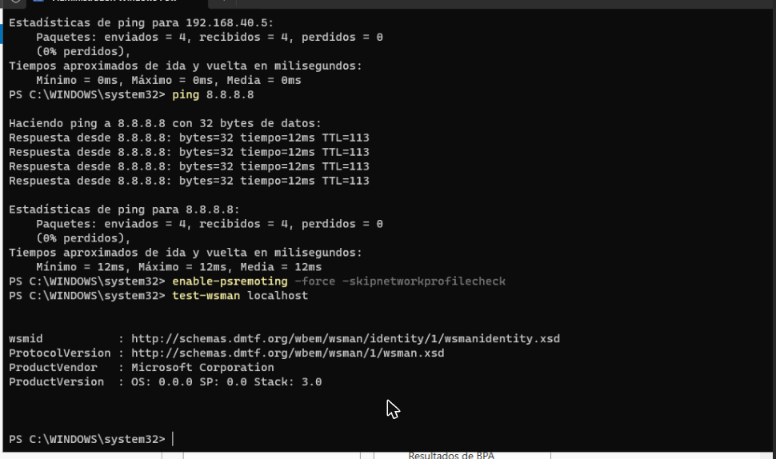 Estadísticas de ping para 192.168.40.5:
    Paquetes: enviados = 4, recibidos = 4, perdidos = 0
    (0% perdidos),
Tiempos aproximados de ida y vuelta en milisegundos:
    Mínimo = 0ms, Máximo = 0ms, Media = 0ms
PS C:\WINDOWS\system32> ping 8.8.8.8
Haciendo ping a 8.8.8.8 con 32 bytes de datos:
Respuesta desde 8.8.8.8: bytes=32 tiempo=12ms TTL=113
Respuesta desde 8.8.8.8: bytes=32 tiempo=12ms TTL=113
Respuesta desde 8.8.8.8: bytes=32 tiempo=12ms TTL=113
Respuesta desde 8.8.8.8: bytes=32 tiempo=12ms TTL=113
Estadísticas de ping para 8.8.8.8:
    Paquetes: enviados = 4, recibidos = 4, perdidos = 0
    (0% perdidos),
Tiempos aproximados de ida y vuelta en milisegundos:
    Mínimo = 12ms, Máximo = 12ms, Media = 12ms
PS C:\WINDOWS\system32> enable-psremoting -force -skipnetworkprofilecheck
PS C:\WINDOWS\system32> test-wsman localhost
wsmid           : http://schemas.dmtf.org/wbem/wsman/identity/1/wsmanidentity.xsd
ProtocolVersion : http://schemas.dmtf.org/wbem/wsman/1/wsman.xsd
ProductVendor   : Microsoft Corporation
ProductVersion  : OS: 0.0.0 SP: 0.0 Stack: 3.0
PS C:\WINDOWS\system32>
Resultados de BPA